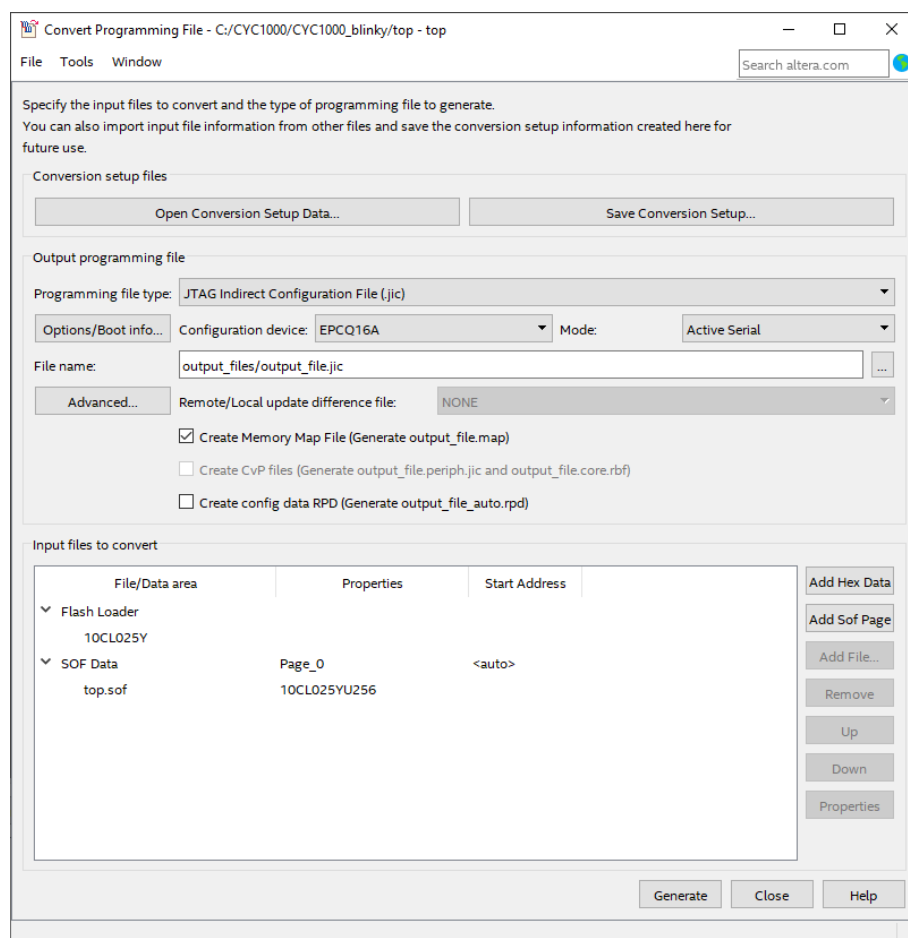 Convert Programming File - C:/CYC1000/CYC1000_blinky/top - top
File Tools Window
Search altera.com
Specify the input files to convert and the type of programming file to generate.
You can also import input file information from other files and save the conversion setup information created here for
future use.
Conversion setup files
Open Conversion Setup Data... Save Conversion Setup...
Output programming file
Programming file type: JTAG Indirect Configuration File (.jic)
Options/Boot info... Configuration device: EPCQ16A Mode: Active Serial
File name: output_files/output_file.jic ...
Advanced... Remote/Local update difference file: NONE
Create Memory Map File (Generate output_file.map)
Create CvP files (Generate output_file.periph.jic and output_file.core.rbf)
Create config data RPD (Generate output_file_auto.rpd)
Input files to convert
File/Data area Properties Start Address
Flash Loader
10CL025Y
SOF Data Page_0 <auto>
top.sof 10CL025YU256
Add Hex Data
Add Sof Page
Add File...
Remove
Up
Down
Properties
Generate Close Help